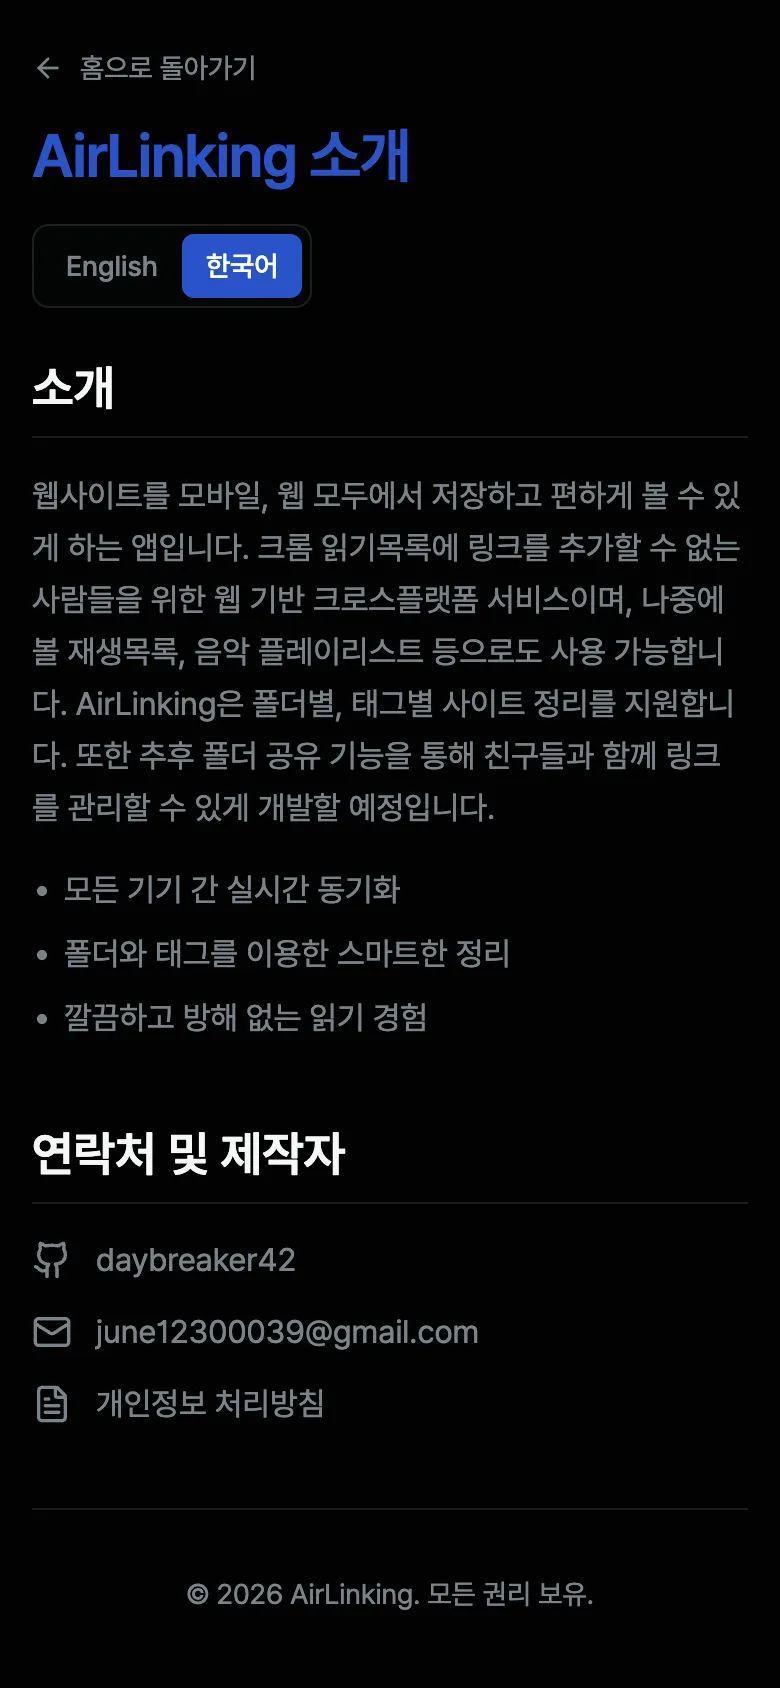 홈으로 돌아가기
AirLinking 소개
English 한국어
소개
웹사이트를 모바일, 웹 모두에서 저장하고 편하게 볼 수 있
게 하는 앱입니다. 크롬 읽기목록에 링크를 추가할 수 없는
사람들을 위한 웹 기반 크로스플랫폼 서비스이며, 나중에
볼 재생목록, 음악 플레이리스트 등으로도 사용 가능합니
다. AirLinking은 폴더별, 태그별 사이트 정리를 지원합니
다. 또한 추후 폴더 공유 기능을 통해 친구들과 함께 링크
를 관리할 수 있게 개발할 예정입니다.
• 모든 기기 간 실시간 동기화
• 폴더와 태그를 이용한 스마트한 정리
• 깔끔하고 방해 없는 읽기 경험
연락처 및 제작자
daybreaker42
june12300039@gmail.com
개인정보 처리방침
© 2026 AirLinking. 모든 권리 보유.